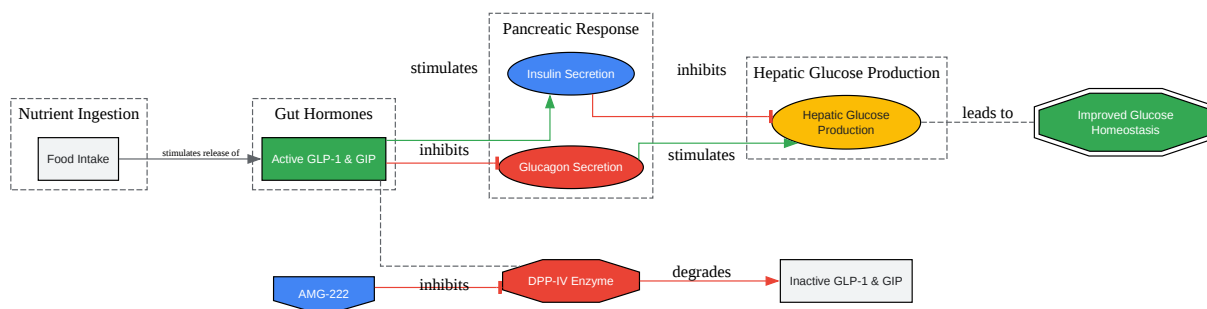 Pancreatic Response
stimulates
Insulin Secretion
inhibits
Hepatic Glucose Production
Nutrient Ingestion
Gut Hormones
Hepatic Glucose
Production
leads to
Improved Glucose
Homeostasis
Food Intake
stimulates release of
Active GLP-1 & GIP
inhibits
Glucagon Secretion
stimulates
AMG-222
inhibits
DPP-IV Enzyme
degrades
Inactive GLP-1 & GIP